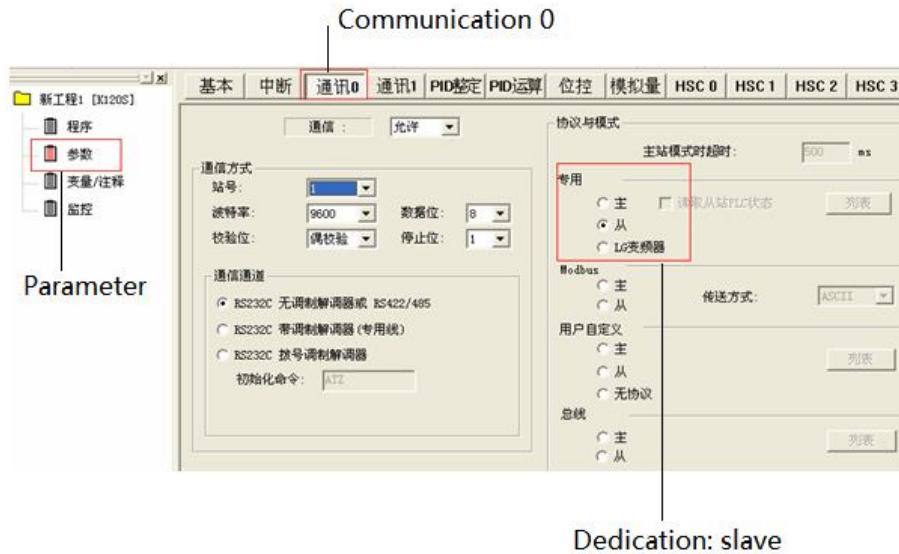 Communication 0
新工程1 [K120S]
程序
参数
变量/注释
监控
Parameter
基本 中断 通讯0 通讯1 PID整定 PID运算 位控 模拟量 HSC 0 HSC 1 HSC 2 HSC 3
通信 : 允许
通信方式
站号: 1
波特率: 9600 数据位: 8
校验位: 偶校验 停止位: 1
通信通道
RS232C 无调制解调器或 RS422/485
RS232C 带调制解调器(专用线)
RS232C 拨号调制解调器
初始化命令: ATZ
协议与模式
主站模式时超时: 500 ms
专用
主 读取从站PLC状态 列表
从
LG变频器
Modbus
主
从 传送方式: ASCII
用户自定义
主
从 列表
无协议
总线
主 列表
从
Dedication: slave